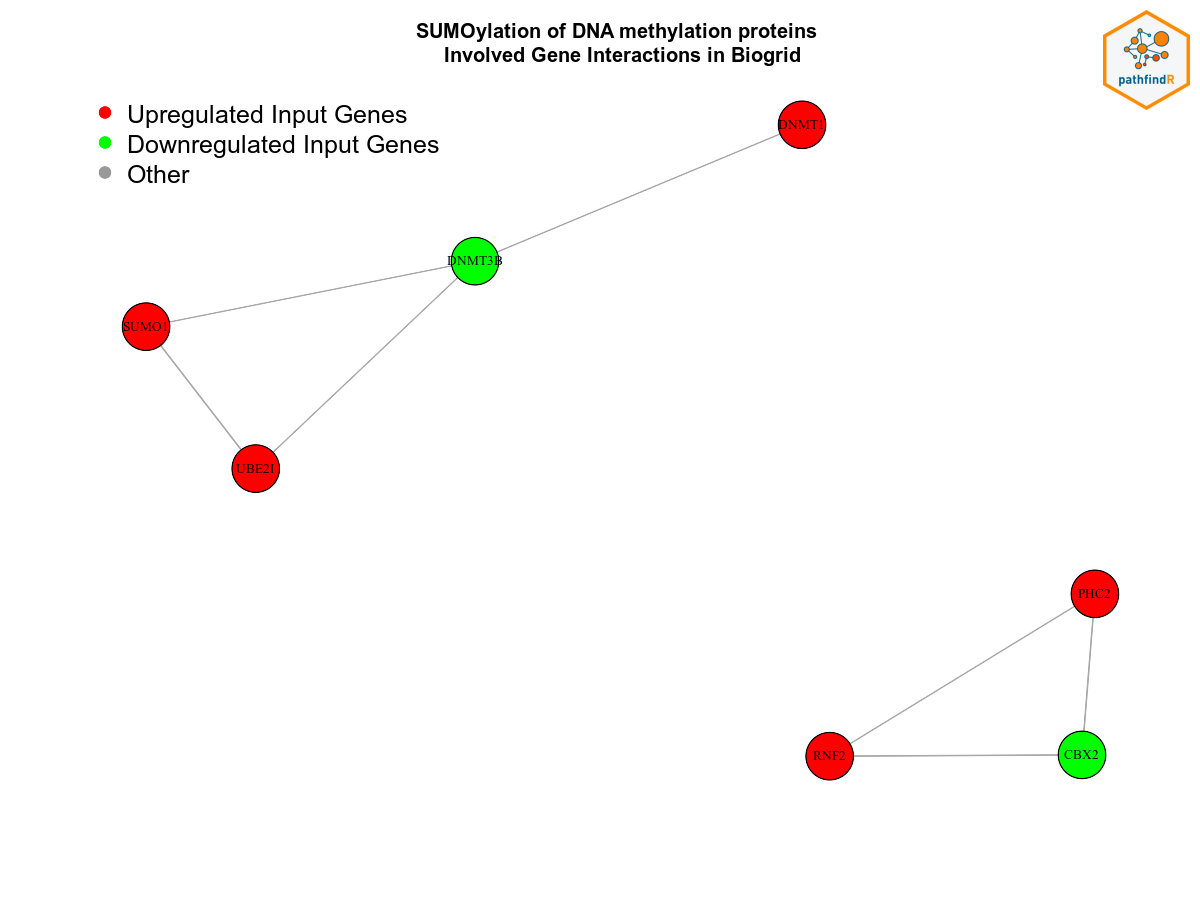 SUMOylation of DNA methylation proteins
Involved Gene Interactions in Biogrid
pathfindR
Upregulated Input Genes
Downregulated Input Genes
Other
DNMT1
DNMT3B
SUMO1
UBE2I
PHC2
RNF2
CBX2